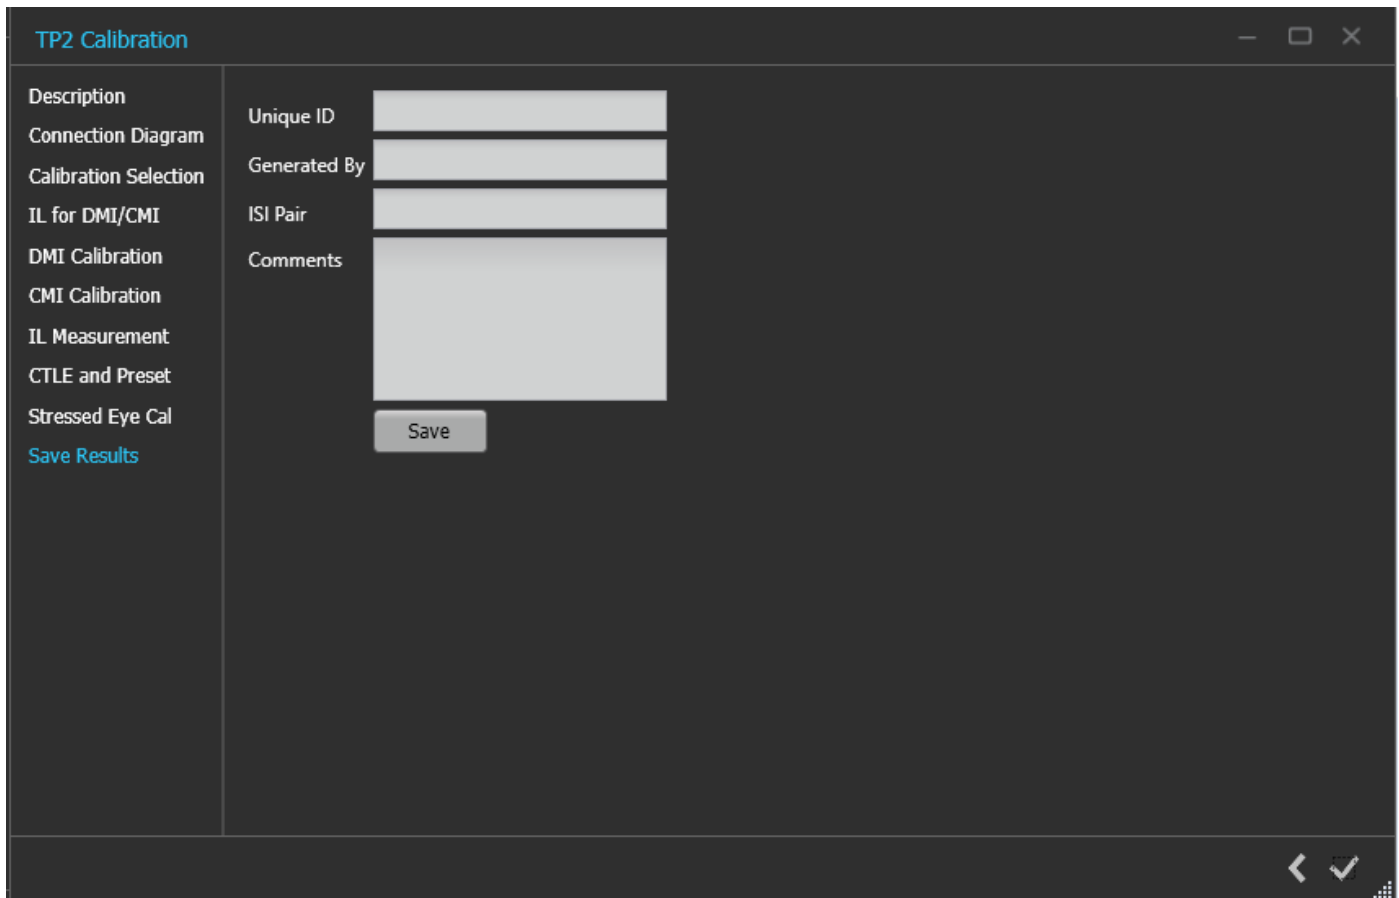 TP2 Calibration
Description
Connection Diagram
Calibration Selection
IL for DMI/CMI
DMI Calibration
CMI Calibration
IL Measurement
CTLE and Preset
Stressed Eye Cal
Save Results
Unique ID
Generated By
ISI Pair
Comments
Save